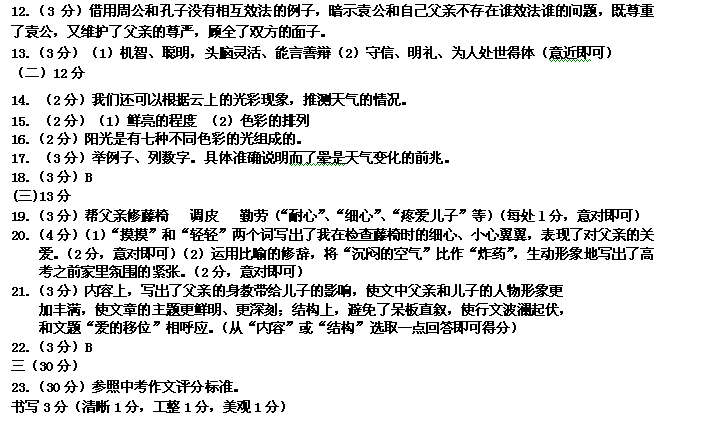 12.（3 分）借用周公和孔子没有相互效法的例子，暗示袁公和自己父亲不存在谁效法谁的问题，既尊重
了袁公，又维护了父亲的尊严，顾全了双方的面子。
13.（3分）（1）机智、聪明，头脑灵活、能言善辩（2）守信、明礼、为人处世得体（意近即可）
（二）12分
14. （2分）我们还可以根据云上的光彩现象，推测天气的情况。
15. （2分）（1）鲜亮的程度 （2）色彩的排列
16.（2分）阳光是有七种不同色彩的光组成的。
17. （3分）举例子、列数字。具体准确说明而了晕是天气变化的前兆。
18.（3分）B
(三)13分
19.（3分）帮父亲修藤椅 调皮 勤劳（“耐心”、“细心”、“疼爱儿子”等）（每处1分，意对即可）
20.（4分）（1）“摸摸”和“轻轻”两个词写出了我在检查藤椅时的细心、小心翼翼，表现了对父亲的关
爱。（2分，意对即可）（2）运用比喻的修辞，将“沉闷的空气”比作“炸药”，生动形象地写出了高
考之前家里氛围的紧张。（2分，意对即可）
21.（3分）内容上，写出了父亲的身教带给儿子的影响，使文中父亲和儿子的人物形象更
加丰满，使文章的主题更鲜明、更深刻，结构上，避免了呆板直叙，使行文波澜起伏，
和文题“爱的移位”相呼应。（从“内容”或“结构”选取一点回答即可得分）
22.（3分）B
三（30分）
23.（30分）参照中考作文评分标准。
书写3分（清晰1分，工整1分，美观1分）